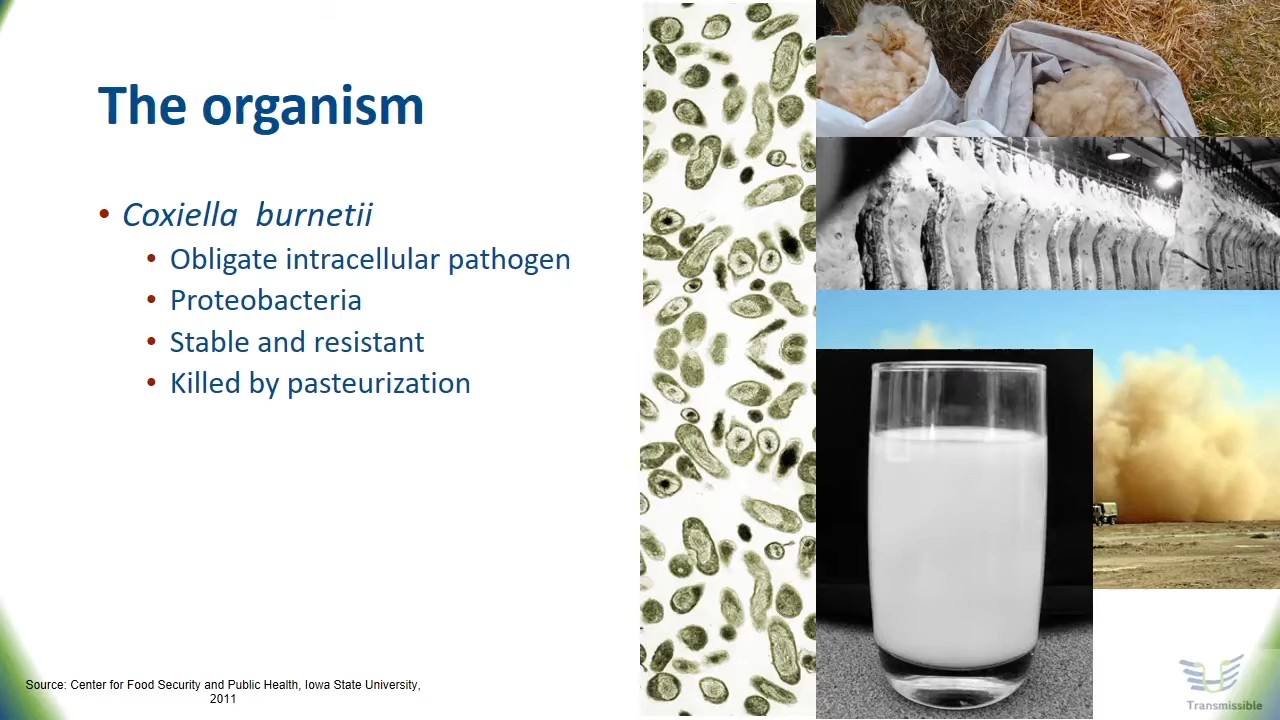 The organism
• Coxiella burnetii
• Obligate intracellular pathogen
• Proteobacteria
• Stable and resistant
• Killed by pasteurization
Source: Center for Food Security and Public Health, Iowa State University,
2011
Transmissible